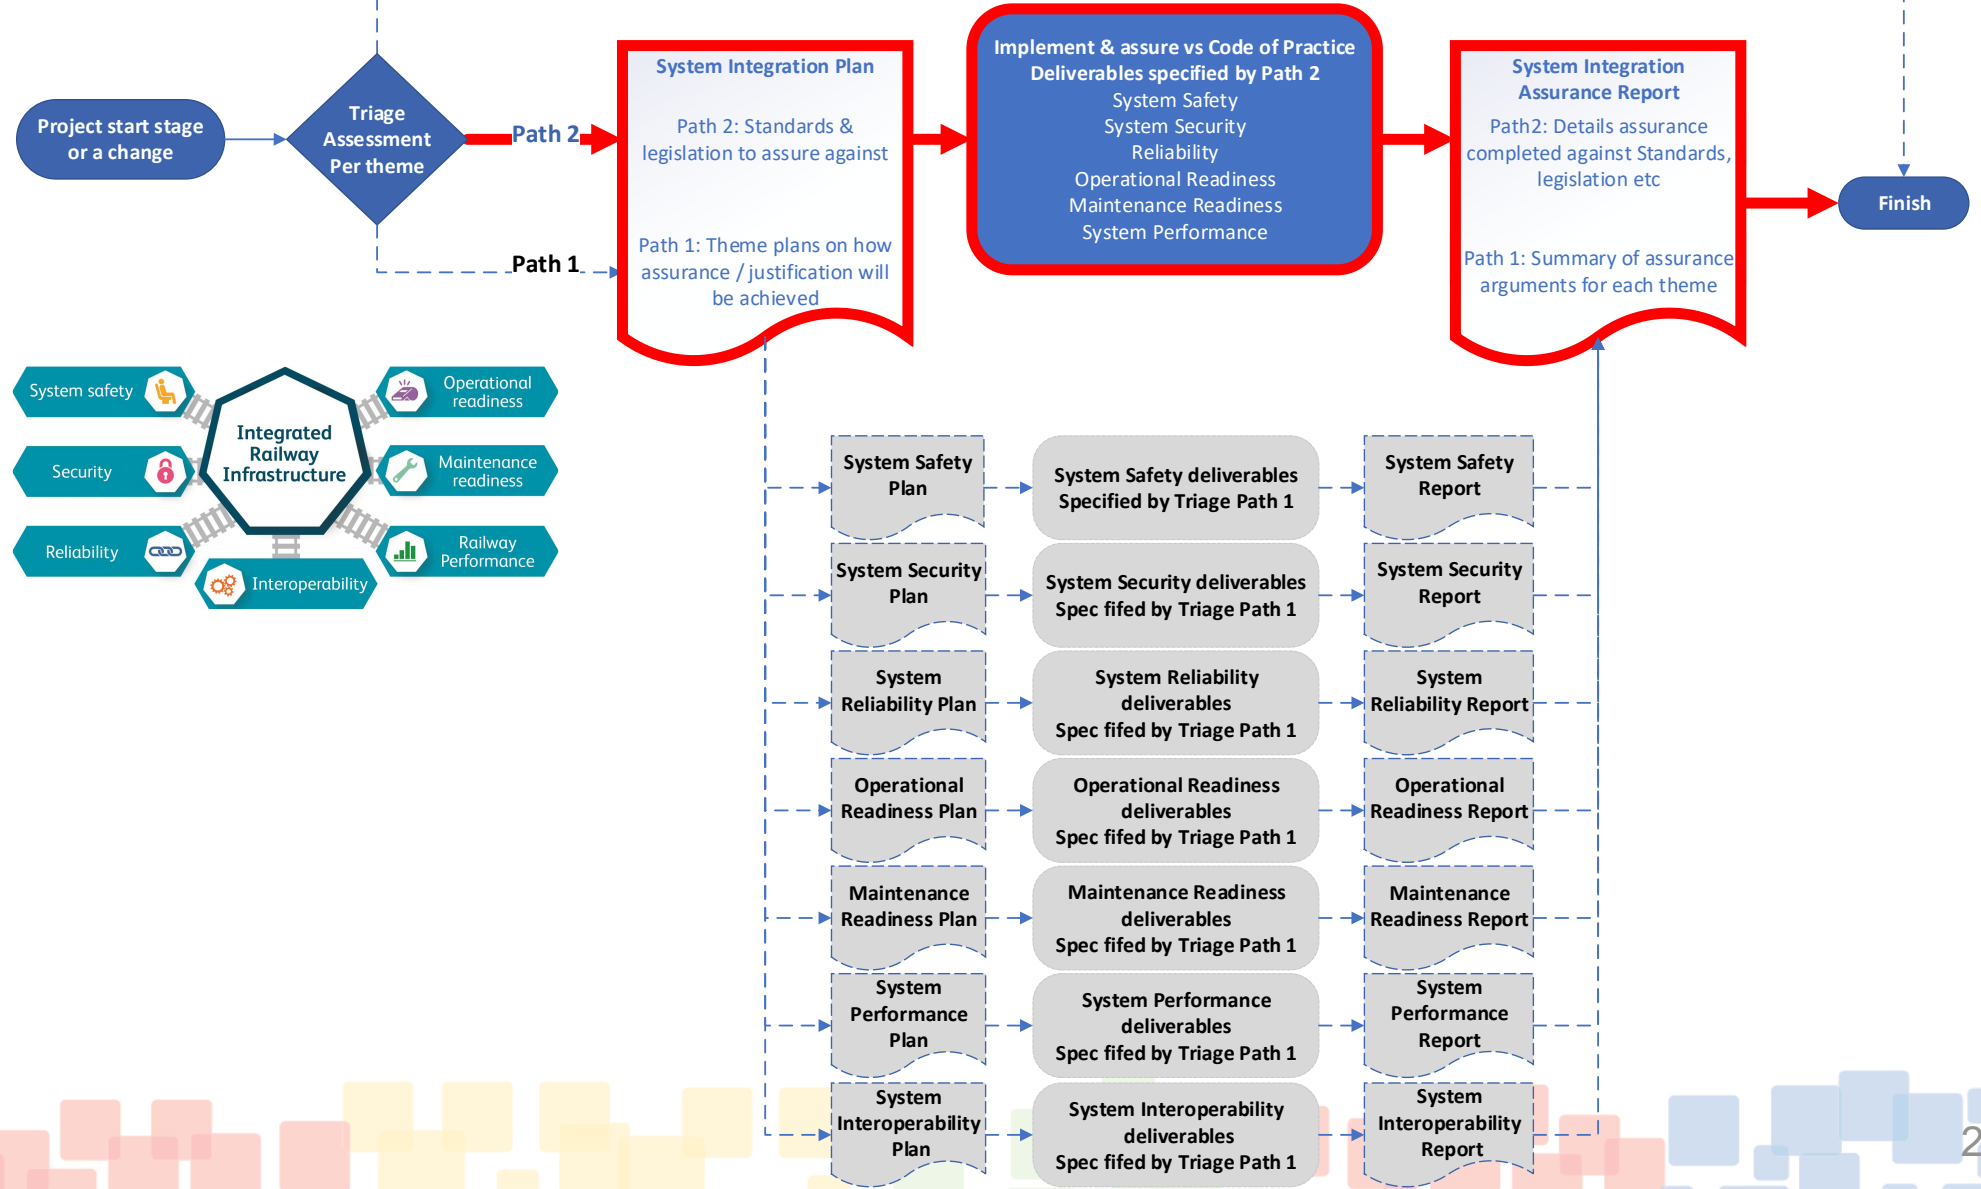 Project start stage
or a change
Triage
Assessment
Per theme
Path 2
Path 1
System Integration Plan
Path 2: Standards &
legislation to assure against
Path 1: Theme plans on how
assurance / justification will
be achieved
Implement & assure vs Code of Practice
Deliverables specified by Path 2
System Safety
System Security
Reliability
Operational Readiness
Maintenance Readiness
System Performance
System Integration
Assurance Report
Path2: Details assurance
completed against Standards,
legislation etc
Path 1: Summary of assurance
arguments for each theme
Finish
System safety
Security
Reliability
Interoperability
Integrated
Railway
Infrastructure
Operational
readiness
Maintenance
readiness
Railway
Performance
System Safety
Plan
System Safety deliverables
Specified by Triage Path 1
System Safety
Report
System Security
Plan
System Security deliverables
Spec fifed by Triage Path 1
System Security
Report
System
Reliability Plan
System Reliability
deliverables
Spec fifed by Triage Path 1
System
Reliability Report
Operational
Readiness Plan
Operational Readiness
deliverables
Spec fifed by Triage Path 1
Operational
Readiness Report
Maintenance
Readiness Plan
Maintenance Readiness
deliverables
Spec fifed by Triage Path 1
Maintenance
Readiness Report
System
Performance
Plan
System Performance
deliverables
Spec fifed by Triage Path 1
System
Performance
Report
System
Interoperability
Plan
System Interoperability
deliverables
Spec fifed by Triage Path 1
System
Interoperability
Report
2